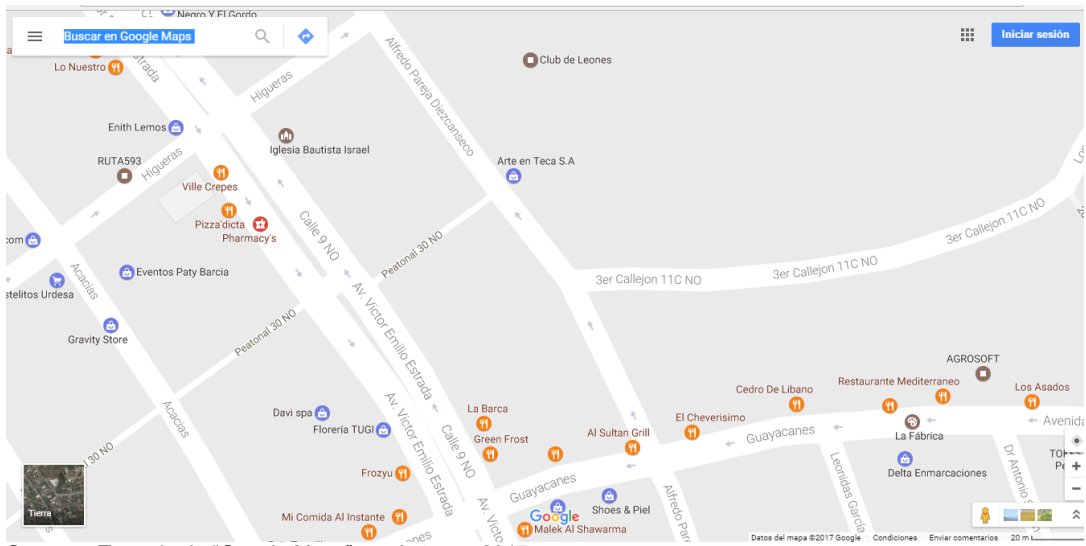 Negro Y El Gordo
Buscar en Google Maps
Iniciar sesión
Lo Nuestro
Estrada
Higueras
Alfredo Pareja Diezcanseco
Club de Leones
Enith Lemos
Iglesia Bautista Israel
RUTA593
Higueras
Ville Crepes
Arte en Teca S.A
Pizza'dicta
Pharmacy's
Calle 9 NO
3er Callejon 11C NO
com
Peatonal 30 NO
Acacias
Eventos Paty Barcia
3er Callejon 11C NO
3er Callejon 11C NO
stelitos Urdesa
Av. Victor Emilio Estrada
Gravity Store
Peatonal 30 NO
AGROSOFT
Restaurante Mediterraneo
Cedro De Libano
Los Asados
Acacias
Davi spa
Av. Victor Emilio Estrada
La Barca
El Cheverisimo
Florería TUGI
Calle 9 NO
Green Frost
Al Sultan Grill
Guayacanes
La Fábrica
Avenida
30 NO
Frozyu
Leonidas García
Delta Enmarcaciones
Dr Antonio
Guayacanes
Alfredo P
Shoes & Piel
Tierra
Mi Comida Al Instante
Av. Victo
Google
Malek Al Shawarma
Datos del mapa ©2017 Google
Condiciones
Enviar comentarios
20 m